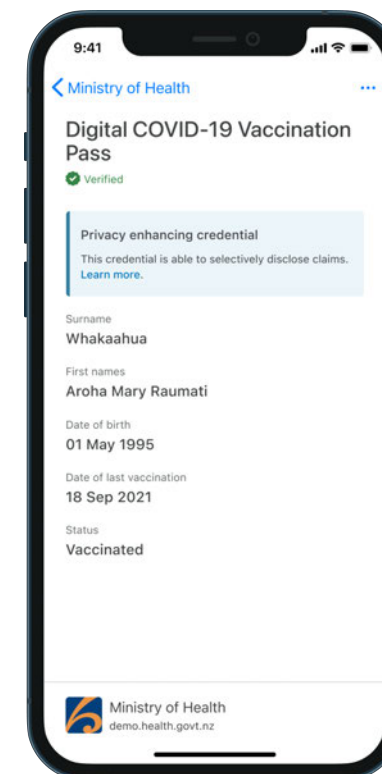 9:41
Ministry of Health
Digital COVID-19 Vaccination
Pass
Verified
Privacy enhancing credential
This credential is able to selectively disclose claims.
Learn more.
Surname
Whakaahua
First names
Aroha Mary Raumati
Date of birth
01 May 1995
Date of last vaccination
18 Sep 2021
Status
Vaccinated
Ministry of Health
demo.health.govt.nz